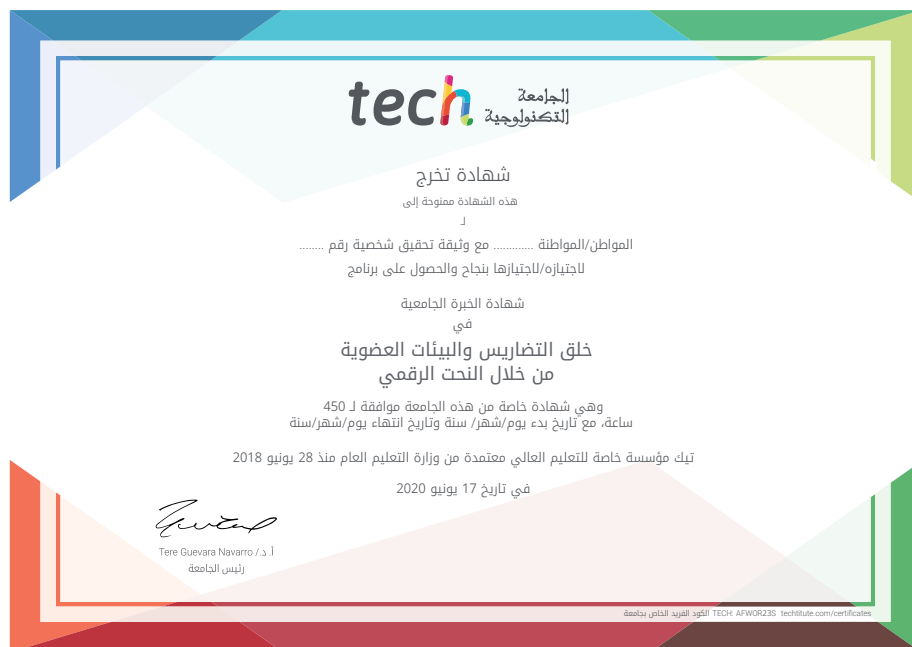 tech الجامعة
التكنولوجية
شهادة تخرج
هذه الشهادة ممنوحة إلى
لـ
المواطن/المواطنة ............ مع وثيقة تحقيق شخصية رقم ........
لاجتيازه/لاجتيازها بنجاح والحصول على برنامج
شهادة الخبرة الجامعية
في
خلق التضاريس والبيئات العضوية
من خلال النحت الرقمي
وهي شهادة خاصة من هذه الجامعة موافقة لـ 450
ساعة، مع تاريخ بدء يوم/شهر/ سنة وتاريخ انتهاء يوم/شهر/سنة
تيك مؤسسة خاصة للتعليم العالي معتمدة من وزارة التعليم العام منذ 28 يونيو 2018
في تاريخ 17 يونيو 2020
أ. د./ Tere Guevara Navarro
رئيس الجامعة
الكود الفريد الخاص بجامعة TECH: AFWOR23S techtitute.com/certificates